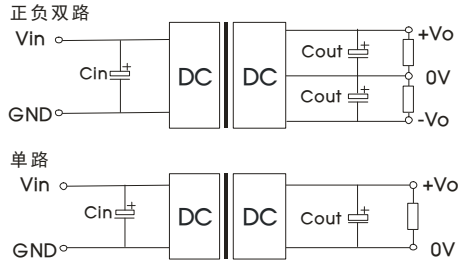 正负双路
Vin
+Vo
Cout
Cin
DC DC
0V
Cout
GND
-Vo
单路
Vin
+Vo
Cin
DC DC
Cout
GND
0V